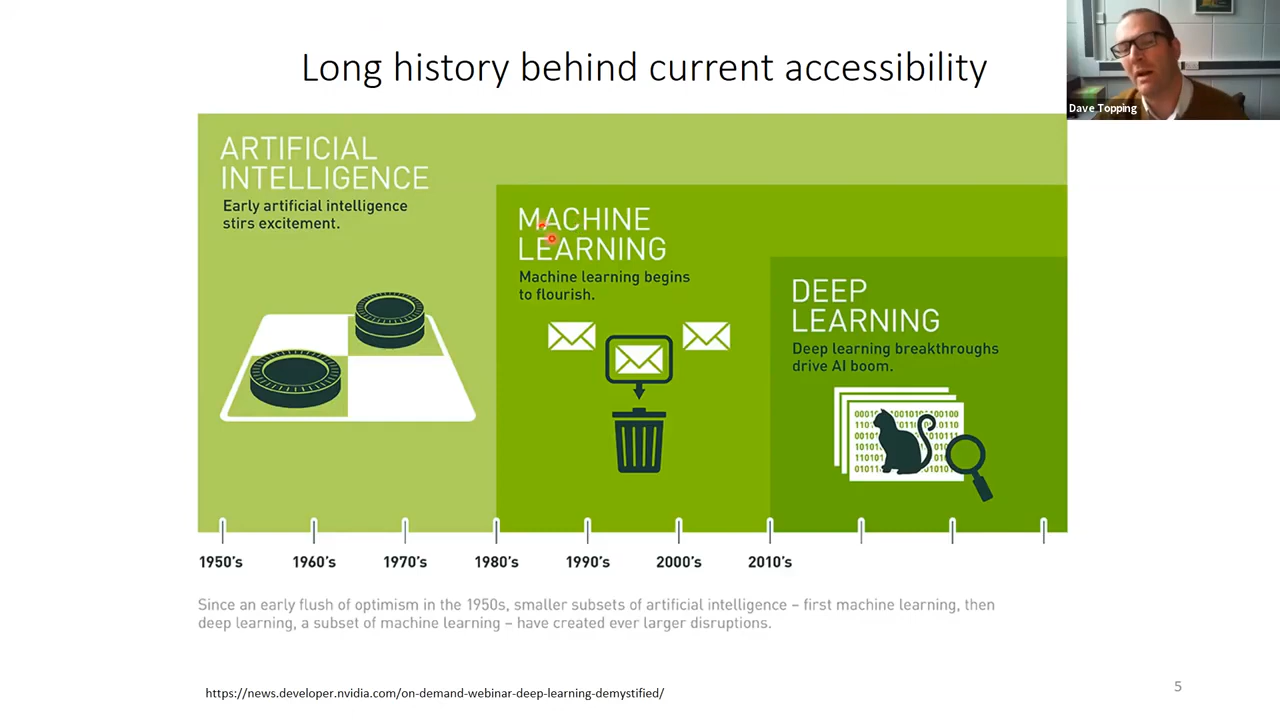 Long history behind current accessibility
Dave Topping
ARTIFICIAL
INTELLIGENCE
Early artificial intelligence
stirs excitement.
MACHINE
LEARNING
Machine learning begins
to flourish.
DEEP
LEARNING
Deep learning breakthroughs
drive AI boom.
1950's
1960's
1970's
1980's
1990's
2000's
2010's
Since an early flush of optimism in the 1950s, smaller subsets of artificial intelligence – first machine learning, then
deep learning, a subset of machine learning – have created ever larger disruptions.
https://news.developer.nvidia.com/on-demand-webinar-deep-learning-demystified/
5